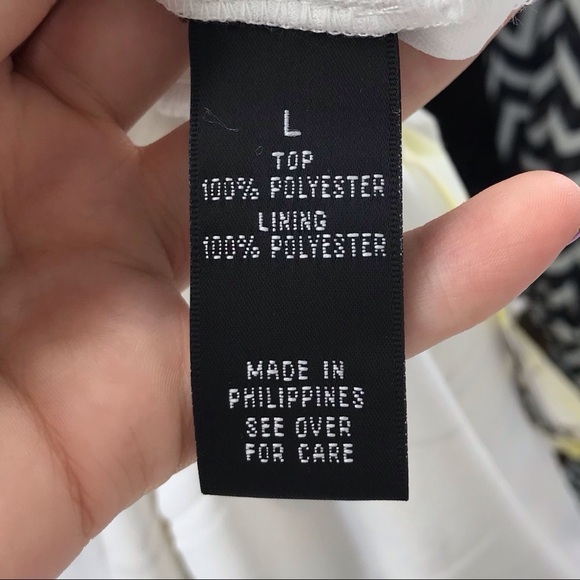 L
TOP
100% POLYESTER
LINING
100% POLYESTER
MADE IN
PHILIPPINES
SEE OVER
FOR CARE